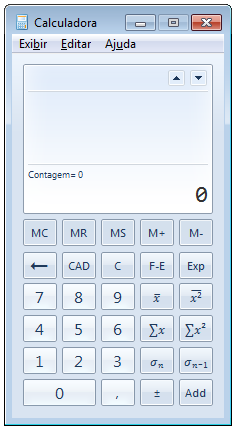 Calculadora
Exibir Editar Ajuda
Contagem= 0
0
MC MR MS M+ M-
← CAD C F-E Exp
7 8 9 x̅ x̅²
4 5 6 ∑x ∑x²
1 2 3 σn σn-1
0 , ± Add